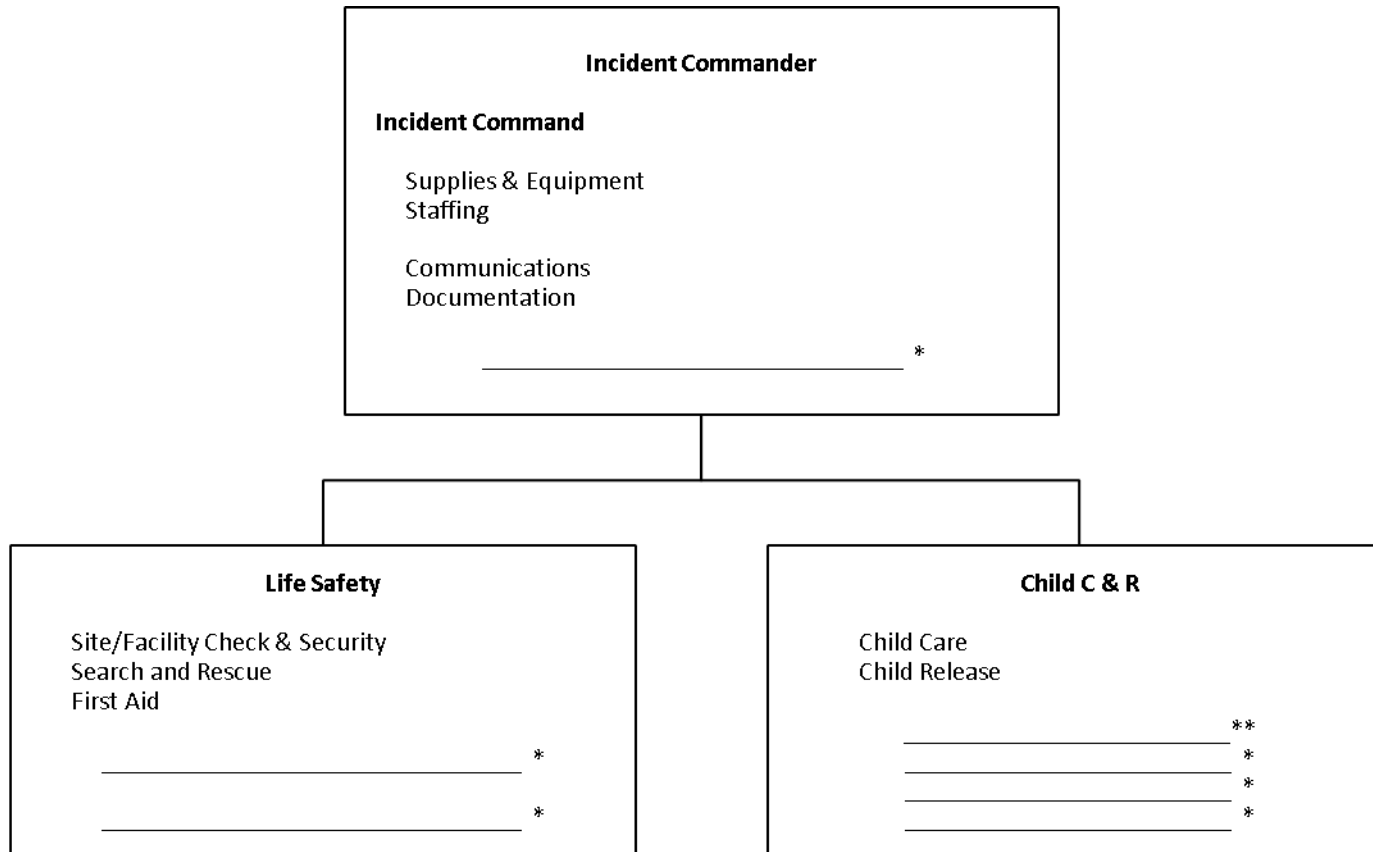 Incident Commander
Incident Command
Supplies & Equipment
Staffing
Communications
Documentation
*
Life Safety
Site/Facility Check & Security
Search and Rescue
First Aid
*
*
Child C & R
Child Care
Child Release
**
*
*
*